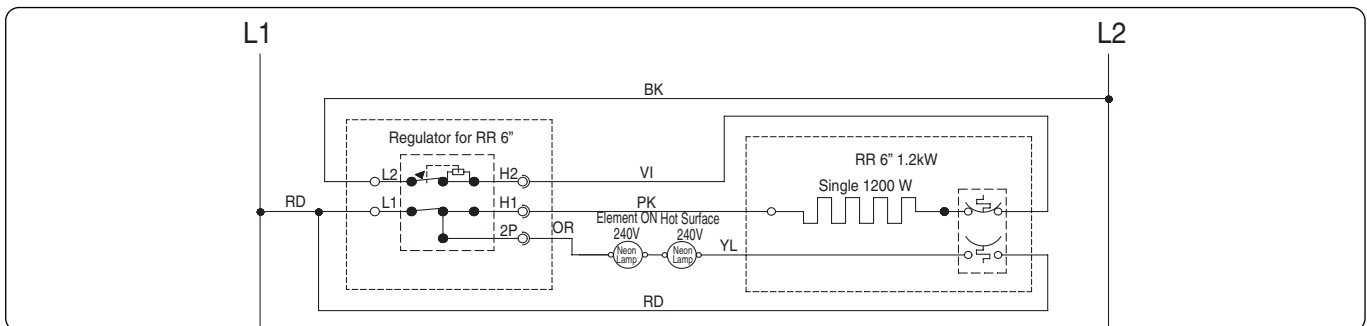 L1
L2
BK
Regulator for RR 6”
RR 6” 1.2kW
L2
H2
VI
Single 1200 W
RD
L1
H1
PK
Element ON Hot Surface
240V
240V
2P
OR
Neon
Lamp
Neon
Lamp
YL
RD